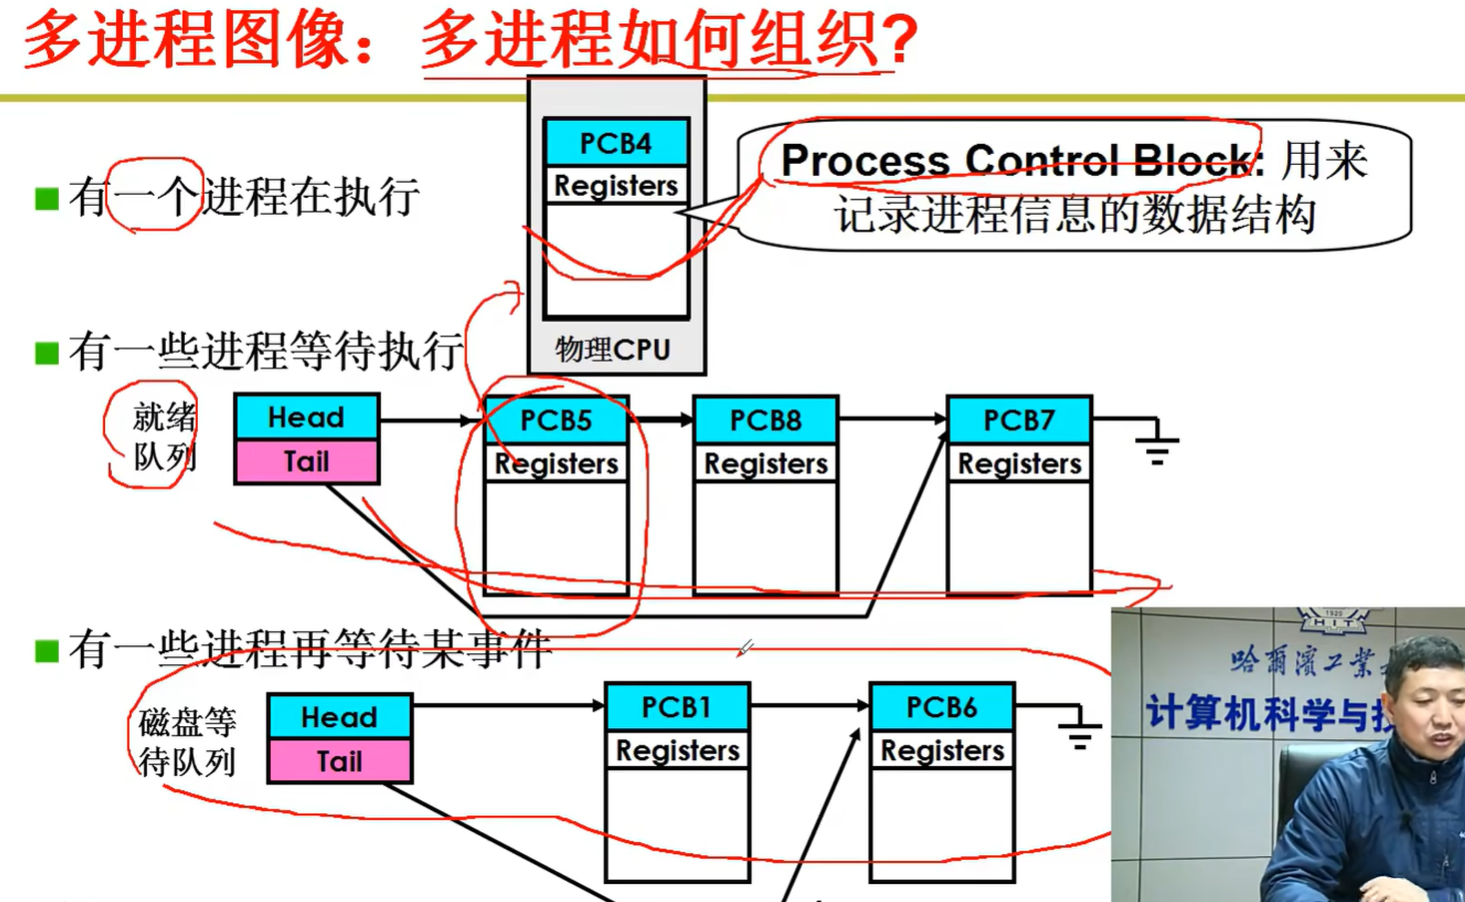 多进程图像：多进程如何组织?
PCB4
Registers
物理CPU
Process Control Block: 用来
记录进程信息的数据结构
有一个进程在执行
有一些进程等待执行
就绪
队列
Head
Tail
PCB5
Registers
PCB8
Registers
PCB7
Registers
有一些进程再等待某事件
磁盘等
待队列
Head
Tail
PCB1
Registers
PCB6
Registers
1920
HIT
哈爾濱工業
计算机科学与技